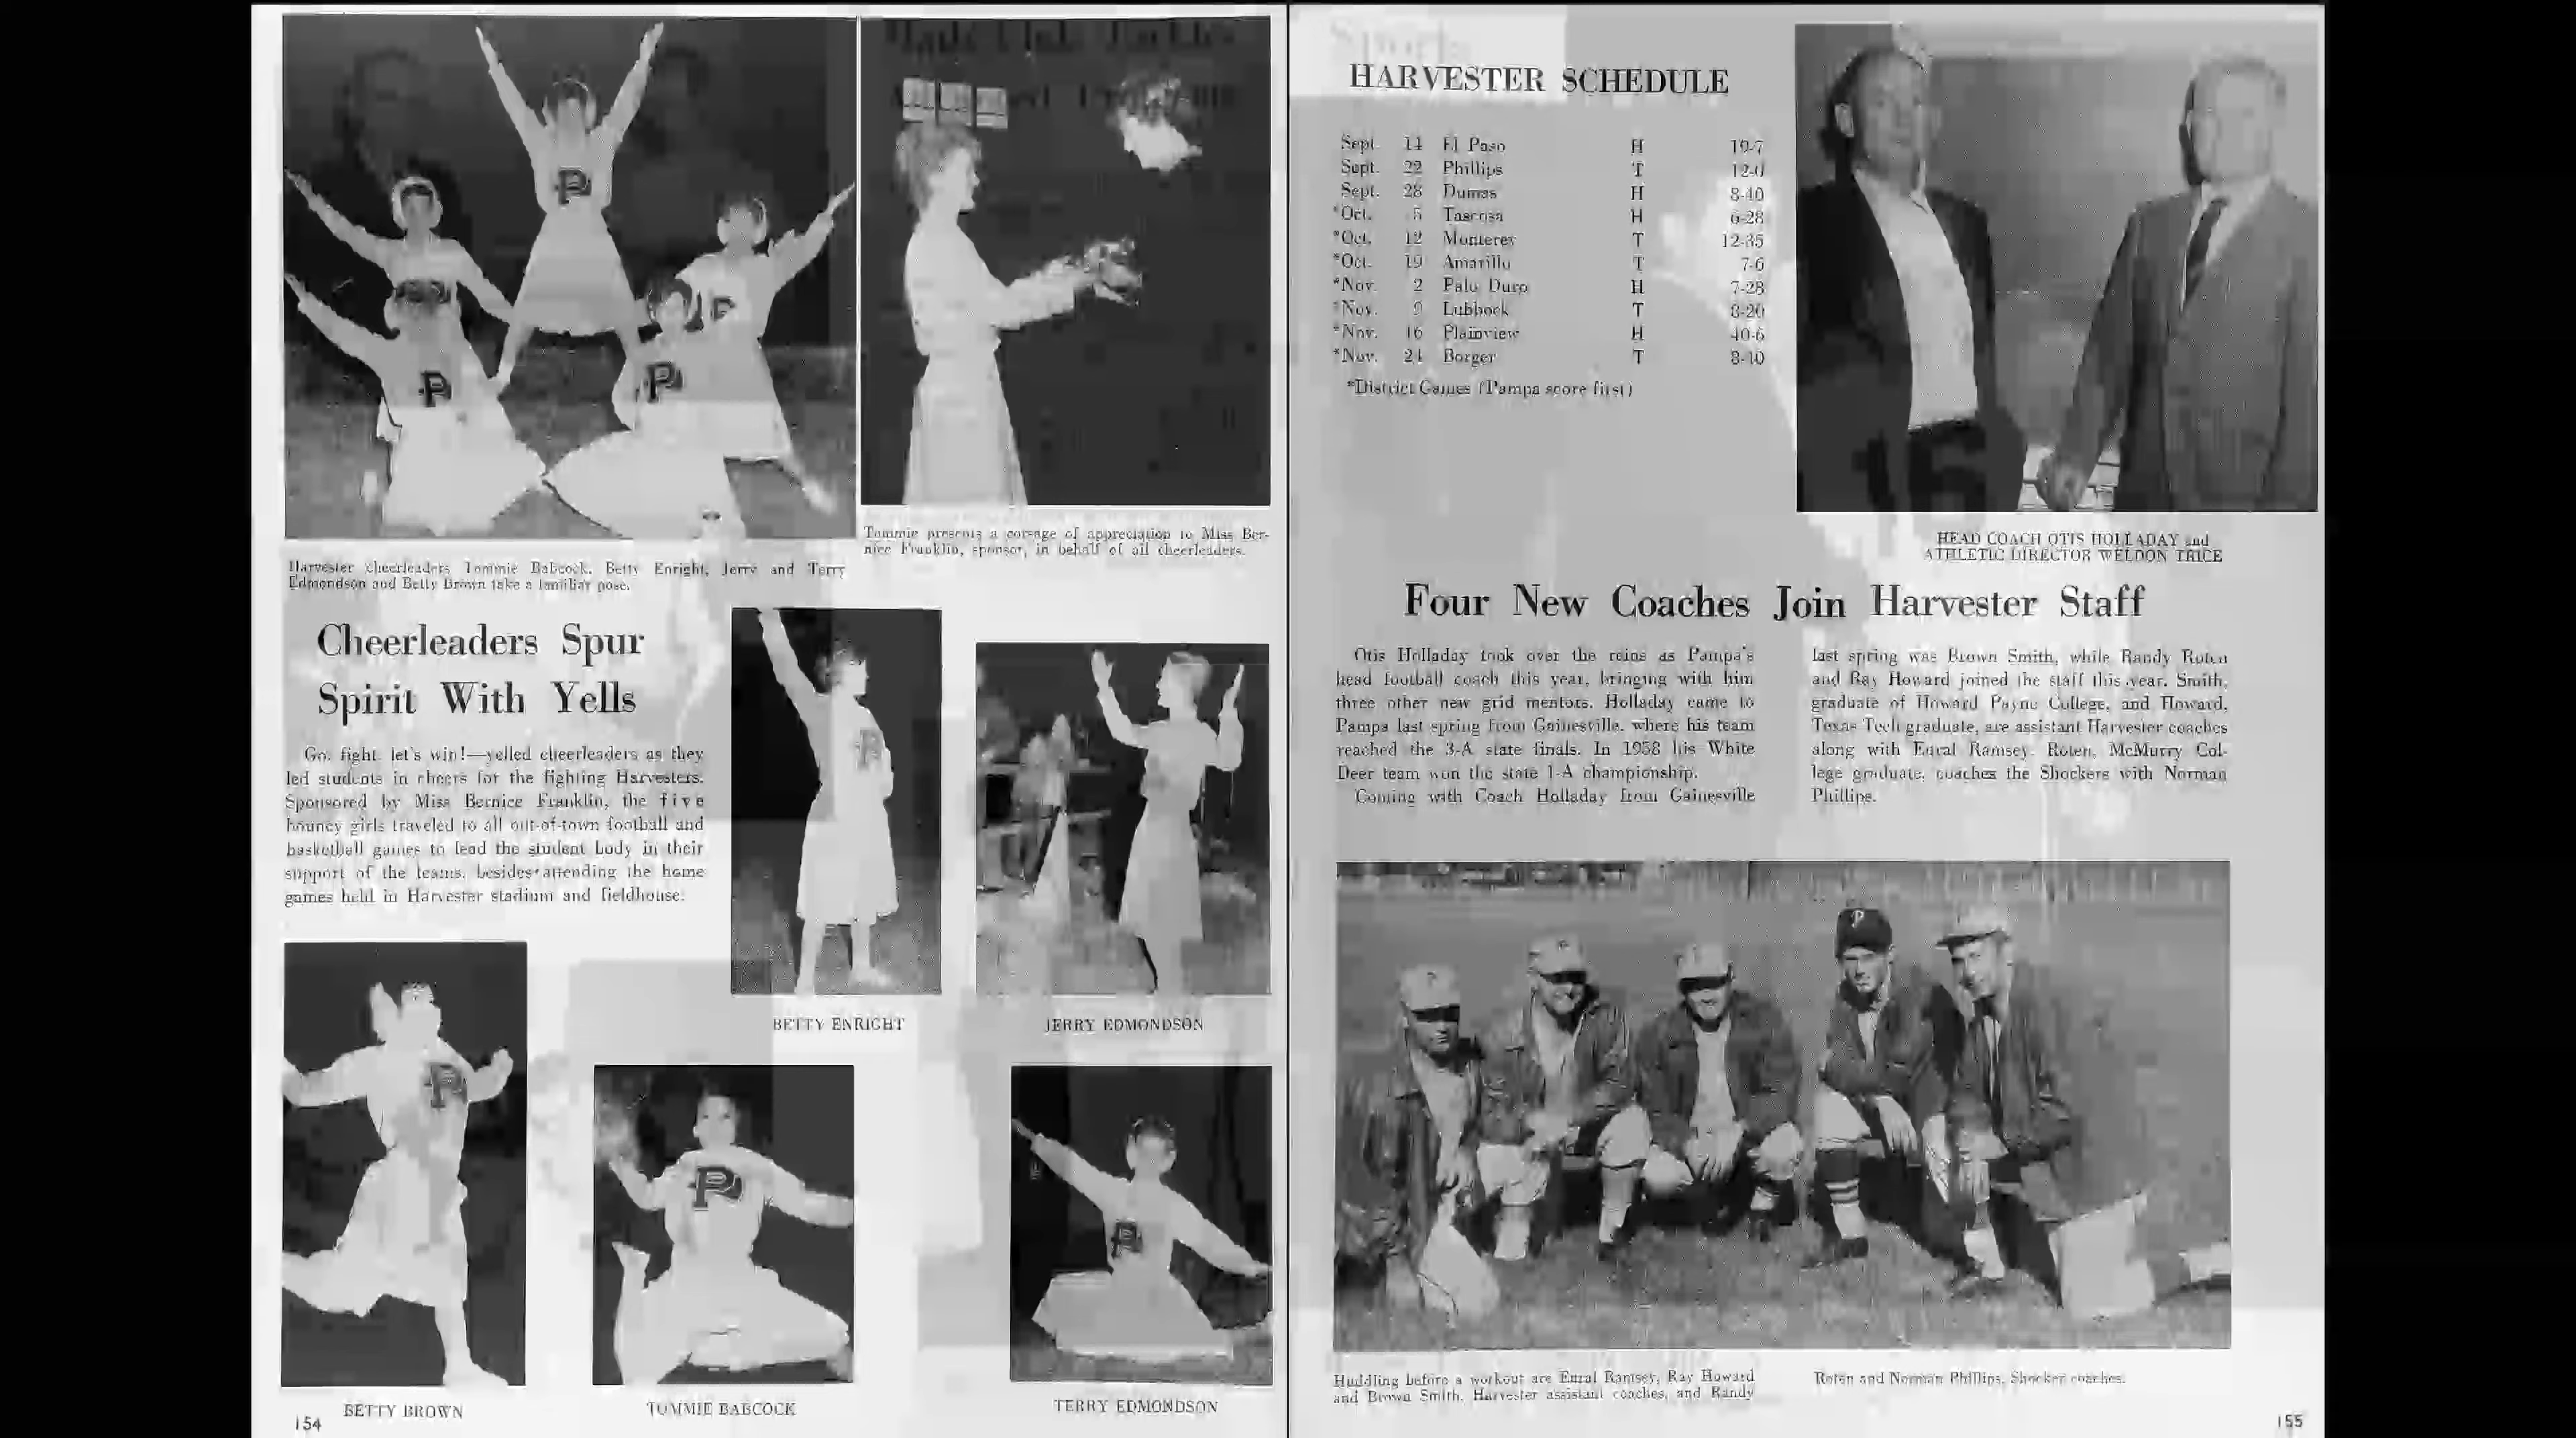 Harvester cheerleaders Tommie Babcock, Betty Enright, Jerry and Terry
Edmondson and Betty Brown take a familiar pose.
Tommie presents a corsage of appreciation to Miss Ber-
nice Franklin, sponsor, in behalf of all cheerleaders.
Cheerleaders Spur
Spirit With Yells
Go, fight, let's win!—yelled cheerleaders as they
led students in cheers for the fighting Harvesters.
Sponsored by Miss Bernice Franklin, the five
bouncy girls traveled to all out-of-town football and
basketball games to lead the student body in their
support of the teams, besides attending the home
games held in Harvester stadium and fieldhouse.
BETTY ENRIGHT
JERRY EDMONDSON
BETTY BROWN
TOMMIE BABCOCK
TERRY EDMONDSON
154
Sports
HARVESTER SCHEDULE
Sept. 14 El Paso H 19-7
Sept. 22 Phillips T 12-0
Sept. 28 Dumas H 8-40
*Oct. 5 Tascosa H 6-28
*Oct. 12 Monterey T 12-35
*Oct. 19 Amarillo T 7-6
*Nov. 2 Palo Duro H 7-28
*Nov. 9 Lubbock T 8-20
*Nov. 16 Plainview H 40-6
*Nov. Borger T
*District Games (Pampa score first)
HEAD COACH OTIS HOLLADAY and
ATHLETIC DIRECTOR WELDON TRICE
Four New Coaches Join Harvester Staff
Otis Holladay took over the reins as Pampa's
head football coach this year, bringing with him
three other new grid mentors. Holladay came to
Pampa last spring from Gainesville, where his team
reached the 3-A state finals. In 1958 his White
Deer team won the state 1-A championship.
Coming with Coach Holladay from Gainesville
last spring was Brown Smith, while Randy Roten
and Ray Howard joined the staff this year. Smith,
graduate of Howard Payne College, and Howard,
Texas Tech graduate, are assistant Harvester coaches
along with Enral Ramsey. Roten, McMurry Col-
lege graduate, coaches the Shockers with Norman
Phillips.
Huddling before a workout are Enral Ramsey, Ray Howard
and Brown Smith, Harvester assistant coaches, and Randy
Roten and Norman Phillips, Shocker coaches.
155